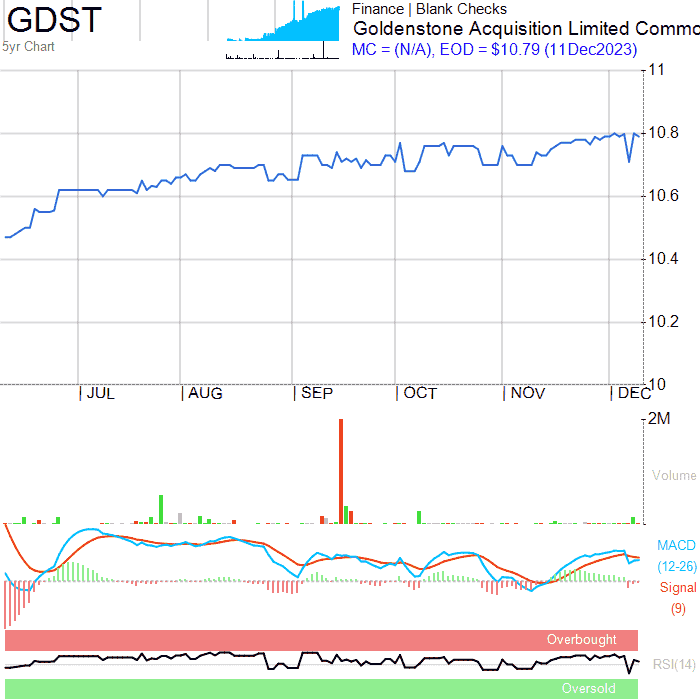 GDST
5yr Chart
Finance | Blank Checks
Goldenstone Acquisition Limited Commo
MC = (N/A), EOD = $10.79 (11Dec2023)
11
10.8
10.6
10.4
10.2
10
| JUL | AUG | SEP | OCT | NOV | DEC
2M
Volume
MACD
(12-26)
Signal
(9)
Overbought
RSI(14)
Oversold